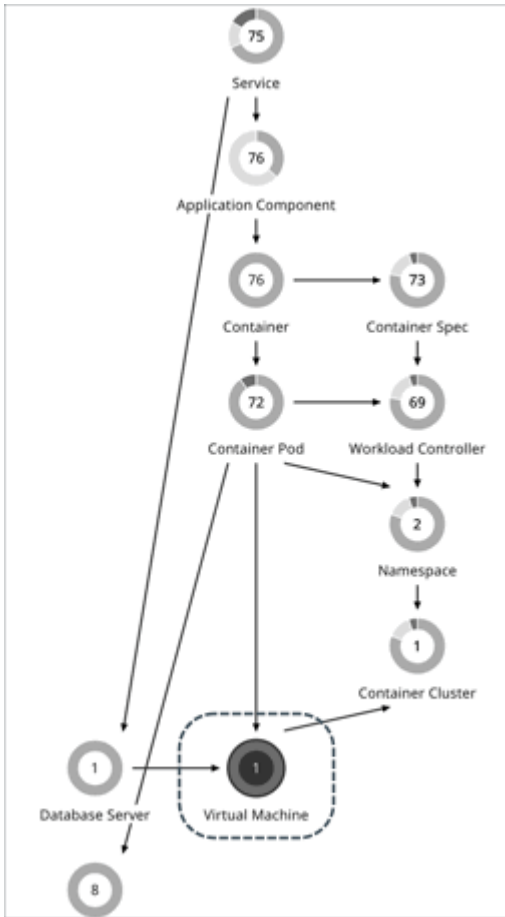 75
Service
76
Application Component
76
73
Container
Container Spec
72
69
Container Pod
Workload Controller
2
Namespace
1
Container Cluster
1
1
Database Server
Virtual Machine
8